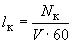 l_к = N_к / (V · 60)